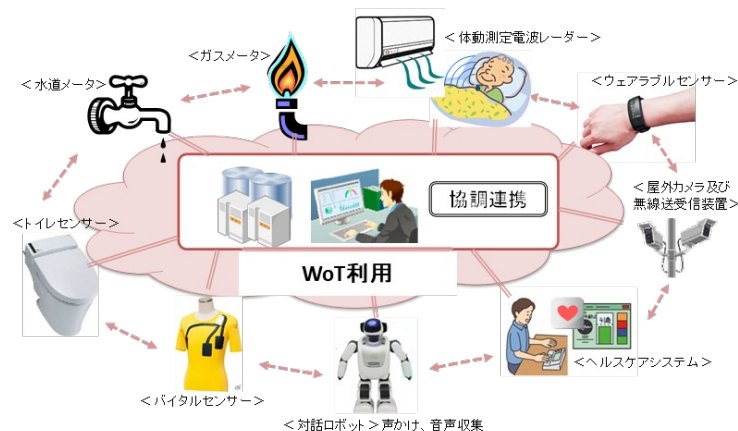 <体動測定電波レーダー>
<ガスメータ>
<水道メータ>
<ウェアラブルセンサー>
協調連携
<屋外カメラ及び
無線送受信装置>
<トイレセンサー>
WoT利用
<ヘルスケアシステム>
<バイタルセンサー>
<対話ロボット>声かけ、音声収集